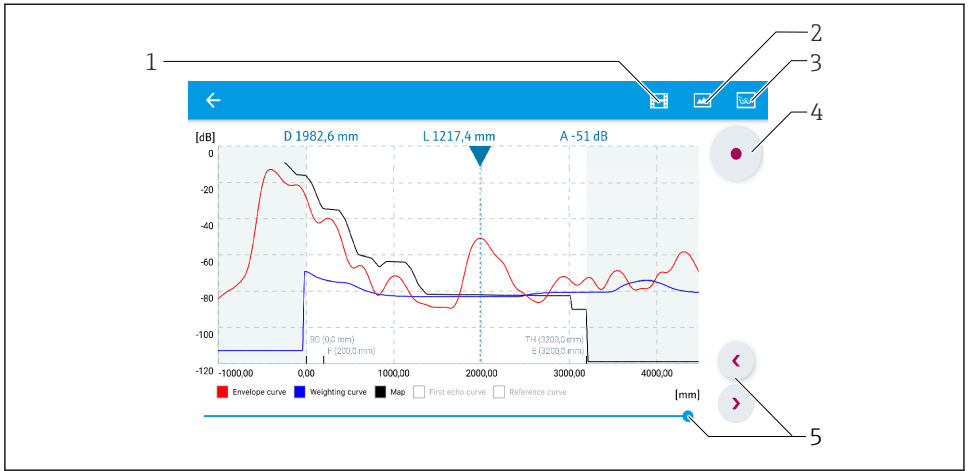 2
1
3
4
[dB] D 1982,6 mm L 1217,4 mm A -51 dB
0
-20
-40
-60
-80
-100
BD (0,0 mm) TH (3200,0 mm)
F (200,0 mm) E (3200,0 mm)
-120 -1000,00 0,00 1000,00 2000,00 3000,00 4000,00
Envelope curve Weighting curve Map First echo curve Reference curve [mm]
5